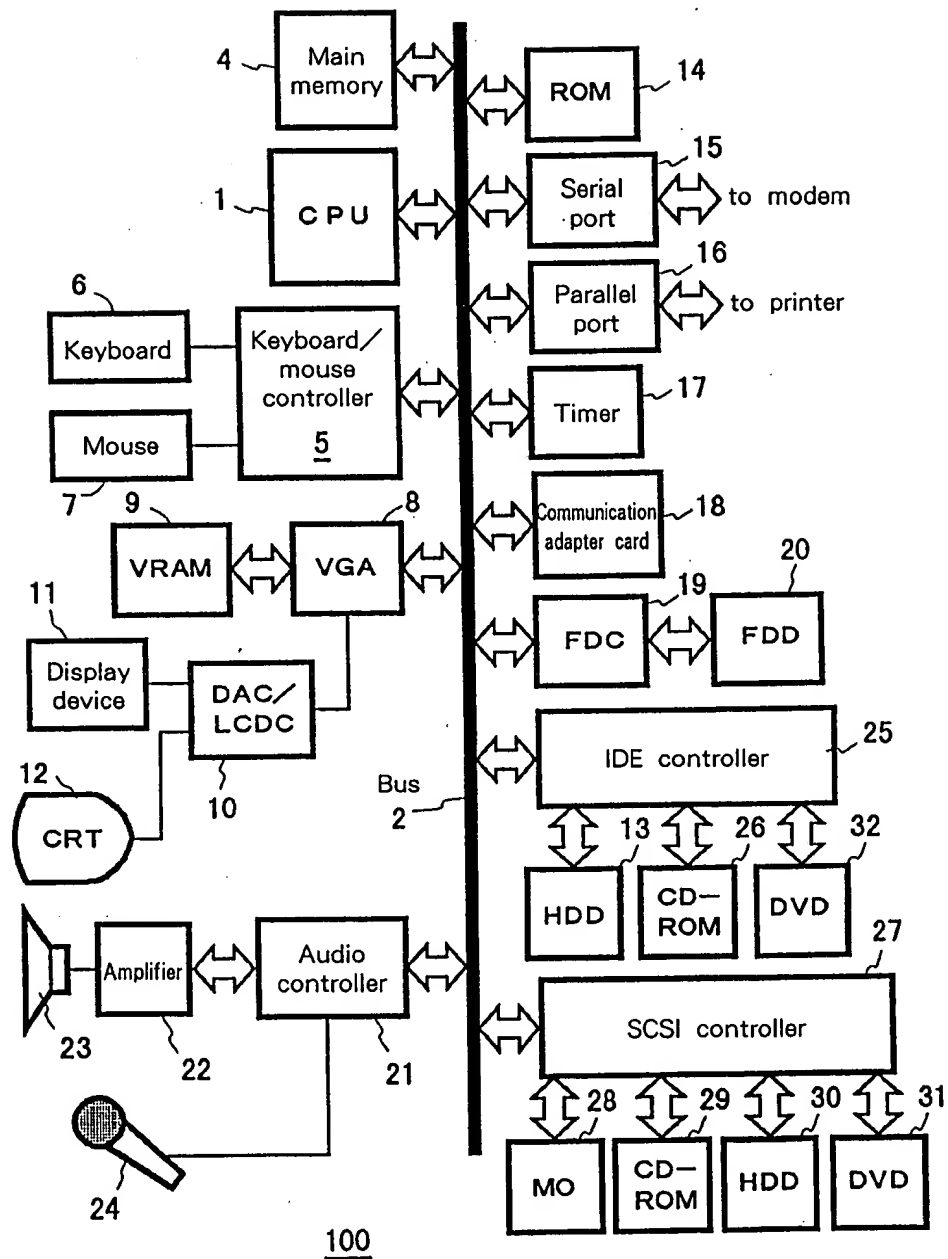 4
Main
memory
ROM
14
1
CPU
15
Serial
port
to modem
16
Parallel
port
to printer
6
Keyboard
Keyboard/
mouse
controller
5
Mouse
7
Timer
17
Communication
adapter card
18
9
VRAM
8
VGA
19
FDC
20
FDD
11
Display
device
DAC/
LCDC
10
12
CRT
Bus
2
IDE controller
25
13
HDD
26
CD-
ROM
32
DVD
23
Amplifier
22
Audio
controller
21
27
SCSI controller
24
28
MO
29
CD-
ROM
30
HDD
31
DVD
100